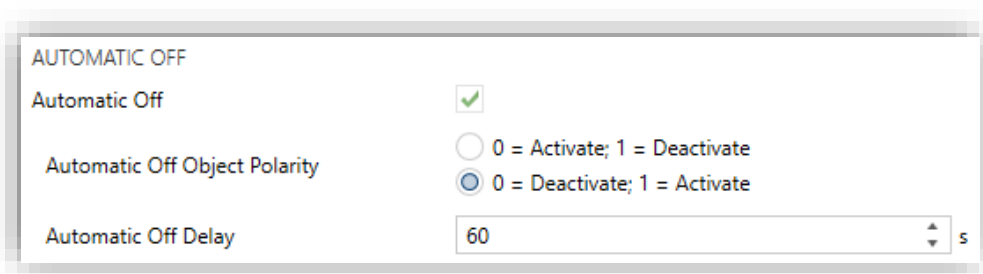 AUTOMATIC OFF
Automatic Off
0 = Activate; 1 = Deactivate
Automatic Off Object Polarity
0 = Deactivate; 1 = Activate
Automatic Off Delay 60 s